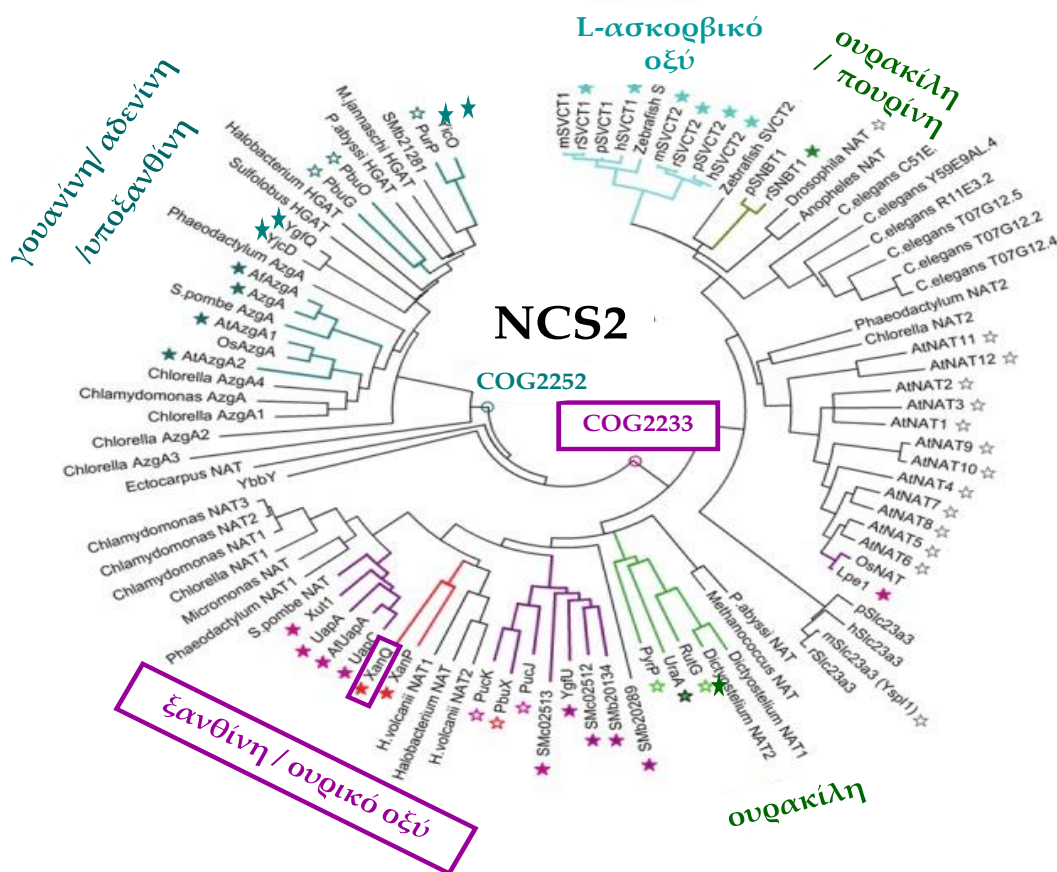 L-ασκορβικό
οξύ
ουρακίλη
/ πουρίνη
γουανίνη/ αδενίνη
/υποξανθίνη
NCS2
COG2252
COG2233
ξανθίνη / ουρικό οξύ
ουρακίλη
mSVCT1
rSVCT1
pSVCT1
hSVCT1
Zebrafish S
mSVCT2
rSVCT2
pSVCT2
hSVCT2
Zebrafish SVCT2
pSNBT1
rSNBT1
Drosophila NAT
Anopheles NAT
C.elegans C51E.
C.elegans Y59E9AL.4
C.elegans R11E3.2
C.elegans T07G12.5
C.elegans T07G12.2
C.elegans T07G12.4
Phaeodactylum NAT2
Chlorella NAT2
AtNAT11
AtNAT12
AtNAT2
AtNAT3
AtNAT1
AtNAT9
AtNAT10
AtNAT4
AtNAT7
AtNAT8
AtNAT5
AtNAT6
OsNAT
Lpe1
pSlc23a3
hSlc23a3
mSlc23a3 (Yspl1)
rSlc23a3
P.abyssi NAT
Methanococcus NAT
Dictyostelium NAT1
Dictyostelium NAT2
RutG
UraA
PyrP
SMb20289
SMb20134
SMc02512
YgfU
SMc02513
PucJ
PbuX
PucK
H.volcanii NAT2
Halobacterium NAT
H.volcanii NAT1
XanP
XanQ
UapC
AfUapA
UapA
Xut1
S.pombe NAT
Phaeodactylum NAT1
Micromonas NAT
Chlorella NAT1
Chlamydomonas NAT1
Chlamydomonas NAT2
Chlamydomonas NAT3
YbbY
Ectocarpus NAT
Chlorella AzgA3
Chlorella AzgA2
Chlorella AzgA1
Chlamydomonas AzgA
Chlorella AzgA4
AtAzgA2
OsAzgA
AtAzgA1
S.pombe AzgA
AzgA
AfAzgA
Phaeodactylum AzgA
YjcD
YgfQ
Sulfolobus HGAT
Halobacterium HGAT
PbuG
PbuO
P.abyssi HGAT
M.jannaschi HGAT
SMb21281
PurP
YicO